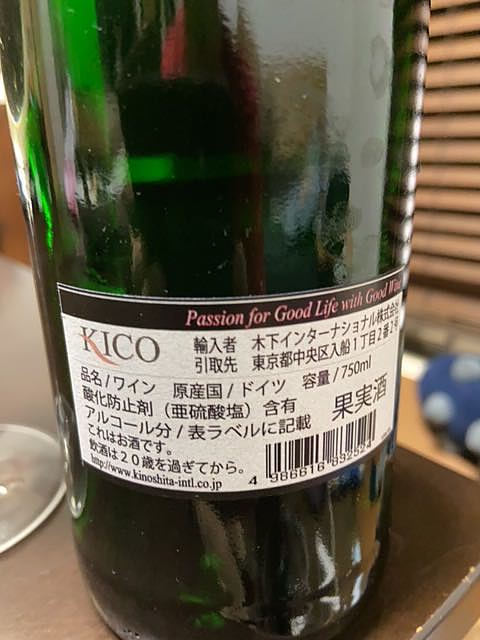 Passion for Good Life with Good Wine
KICO
輸入者 木下インターナショナル株式会社
引取先 東京都中央区入船1丁目2番2号
品名/ワイン 原産国/ドイツ 容量/750ml
酸化防止剤(亜硫酸塩)含有
アルコール分/表ラベルに記載
果実酒
これはお酒です。
飲酒は20歳を過ぎてから。
http://www.kinoshita-intl.co.jp
4 986616 892524